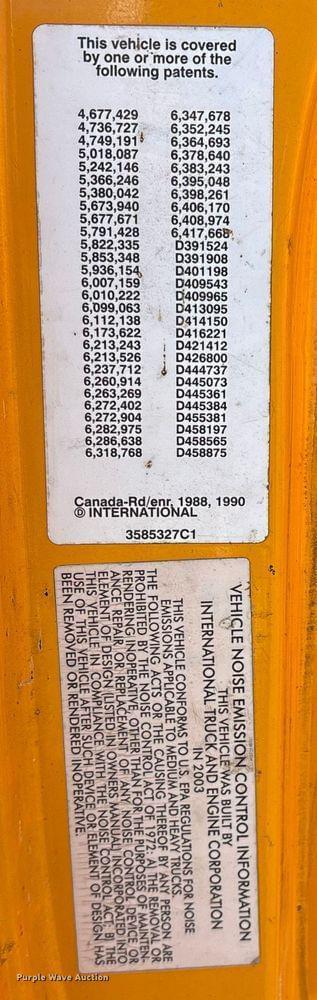 This vehicle is covered
by one or more of the
following patents.
4,677,429 6,347,678
4,736,727 6,352,245
4,749,191 6,364,693
5,018,087 6,378,640
5,242,146 6,383,243
5,366,246 6,395,048
5,380,042 6,398,261
5,673,940 6,406,170
5,677,671 6,408,974
5,791,428 6,417,668
5,822,335 D391524
5,853,348 D391908
5,936,154 D401198
6,007,159 D409543
6,010,222 D409965
6,099,063 D413095
6,112,138 D414150
6,173,622 D416221
6,213,243 D421412
6,213,526 D426800
6,237,712 D444737
6,260,914 D445073
6,263,269 D445361
6,272,402 D445384
6,272,904 D455381
6,282,975 D458197
6,286,638 D458565
6,318,768 D458875
Canada-Rd/enr, 1988, 1990
© INTERNATIONAL
3585327C1
VEHICLE NOISE EMISSION CONTROL INFORMATION
THIS VEHICLE WAS BUILT BY
INTERNATIONAL TRUCK AND ENGINE CORPORATION
IN 2003
THIS VEHICLE CONFORMS TO U.S. EPA REGULATIONS FOR NOISE
EMISSIONS APPLICABLE TO MEDIUM AND HEAVY TRUCKS.
THE FOLLOWING ACTS OR THE CAUSING THEREOF BY ANY PERSON ARE
PROHIBITED BY THE NOISE CONTROL ACT OF 1972: A) THE REMOVAL OR
RENDERING INOPERATIVE, OTHER THAN FOR THE PURPOSES OF MAINTEN-
ANCE, REPAIR, OR REPLACEMENT, OF ANY NOISE CONTROL DEVICE OR
ELEMENT OF DESIGN (LISTED IN OWNERS MANUAL) INCORPORATED INTO
THIS VEHICLE IN COMPLIANCE WITH THE NOISE CONTROL ACT; B) THE
USE OF THIS VEHICLE AFTER SUCH DEVICE OR ELEMENT OF DESIGN HAS
BEEN REMOVED OR RENDERED INOPERATIVE.
Purple Wave Auction